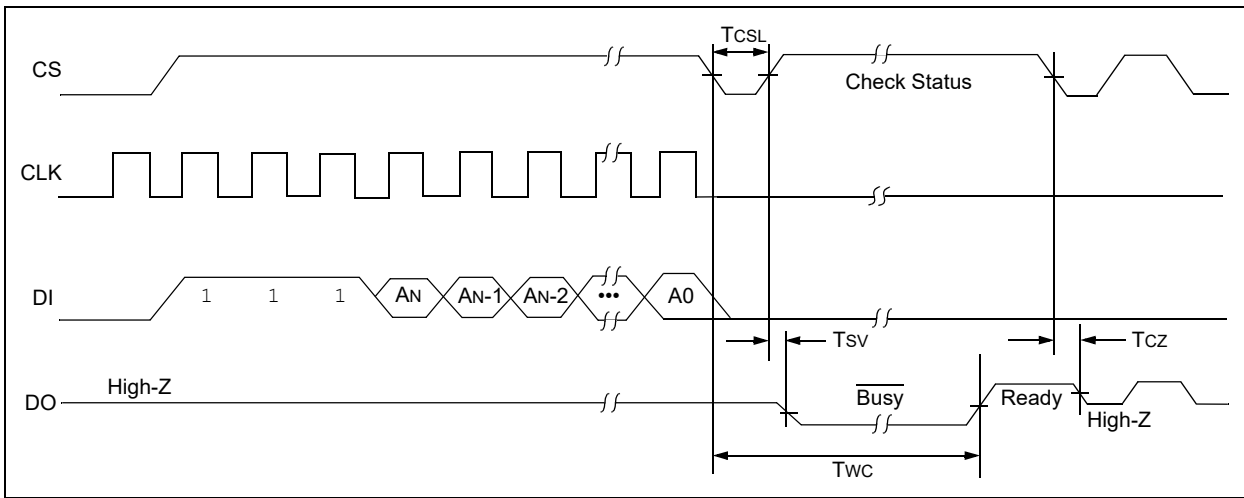 TCSL
CS
Check Status
CLK
DI
1 1 1 AN AN-1 AN-2 ••• A0
TSV
TCZ
High-Z
DO
Busy
Ready
High-Z
TWC